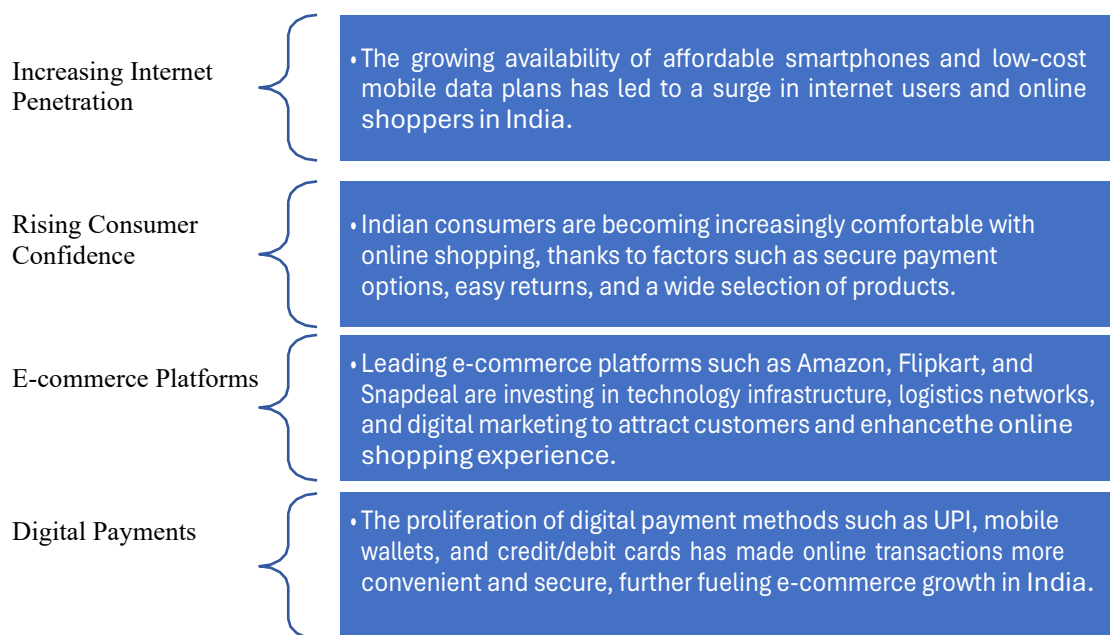 Increasing Internet
Penetration
• The growing availability of affordable smartphones and low-cost
mobile data plans has led to a surge in internet users and online
shoppers in India.
Rising Consumer
Confidence
• Indian consumers are becoming increasingly comfortable with
online shopping, thanks to factors such as secure payment
options, easy returns, and a wide selection of products.
E-commerce Platforms
• Leading e-commerce platforms such as Amazon, Flipkart, and
Snapdeal are investing in technology infrastructure, logistics networks,
and digital marketing to attract customers and enhancethe online
shopping experience.
Digital Payments
• The proliferation of digital payment methods such as UPI, mobile
wallets, and credit/debit cards has made online transactions more
convenient and secure, further fueling e-commerce growth in India.